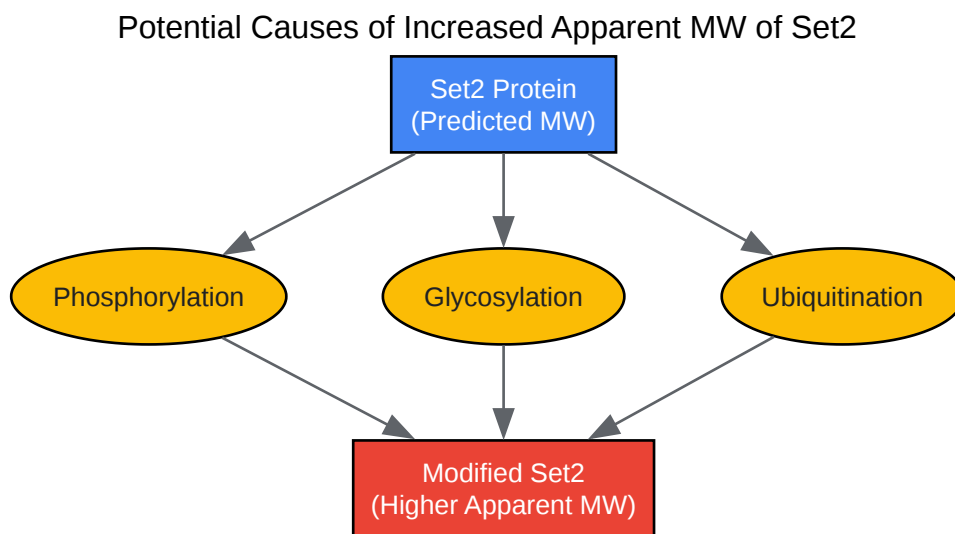 Potential Causes of Increased Apparent MW of Set2
Set2 Protein
(Predicted MW)
Phosphorylation
Glycosylation
Ubiquitination
Modified Set2
(Higher Apparent MW)